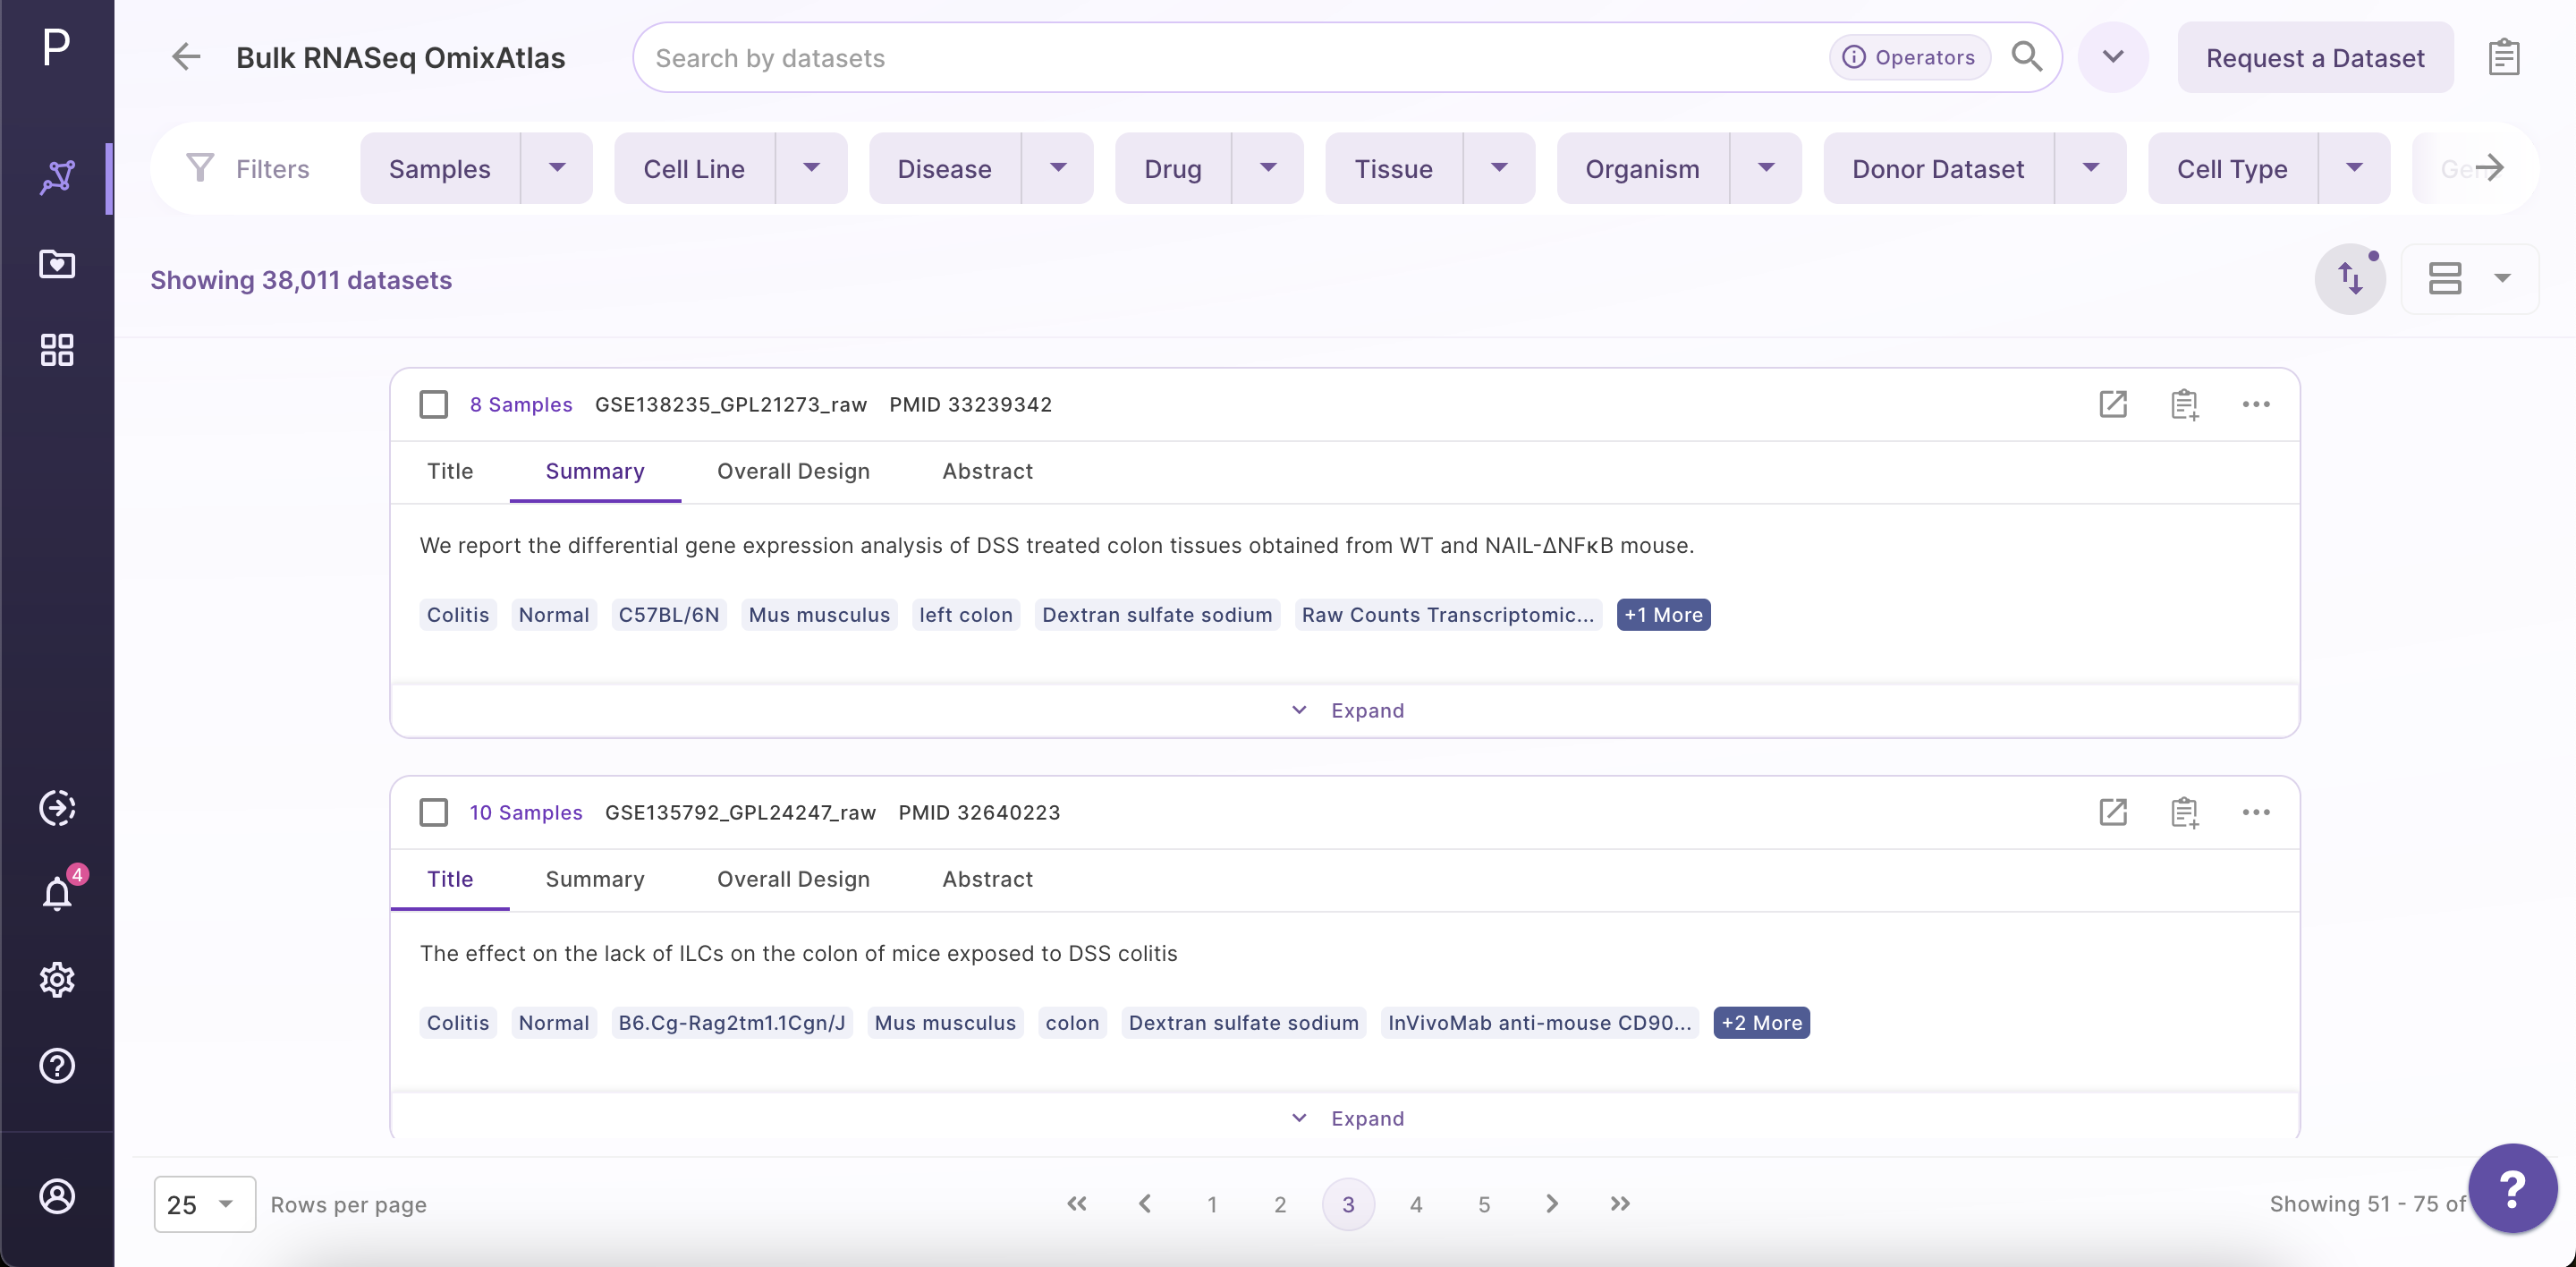 P
Bulk RNASeq OmixAtlas
Search by datasets
Operators
Request a Dataset
Filters
Samples
Cell Line
Disease
Drug
Tissue
Organism
Donor Dataset
Cell Type
Showing 38,011 datasets
8 Samples GSE138235_GPL21273_raw PMID 33239342
Title Summary Overall Design Abstract
We report the differential gene expression analysis of DSS treated colon tissues obtained from WT and NAIL-ΔNFκB mouse.
Colitis Normal C57BL/6N Mus musculus left colon Dextran sulfate sodium Raw Counts Transcriptomic... +1 More
Expand
10 Samples GSE135792_GPL24247_raw PMID 32640223
Title Summary Overall Design Abstract
The effect on the lack of ILCs on the colon of mice exposed to DSS colitis
Colitis Normal B6.Cg-Rag2tm1.1Cgn/J Mus musculus colon Dextran sulfate sodium InVivoMab anti-mouse CD90... +2 More
Expand
4
25 Rows per page
1 2 3 4 5
Showing 51 - 75 of
?